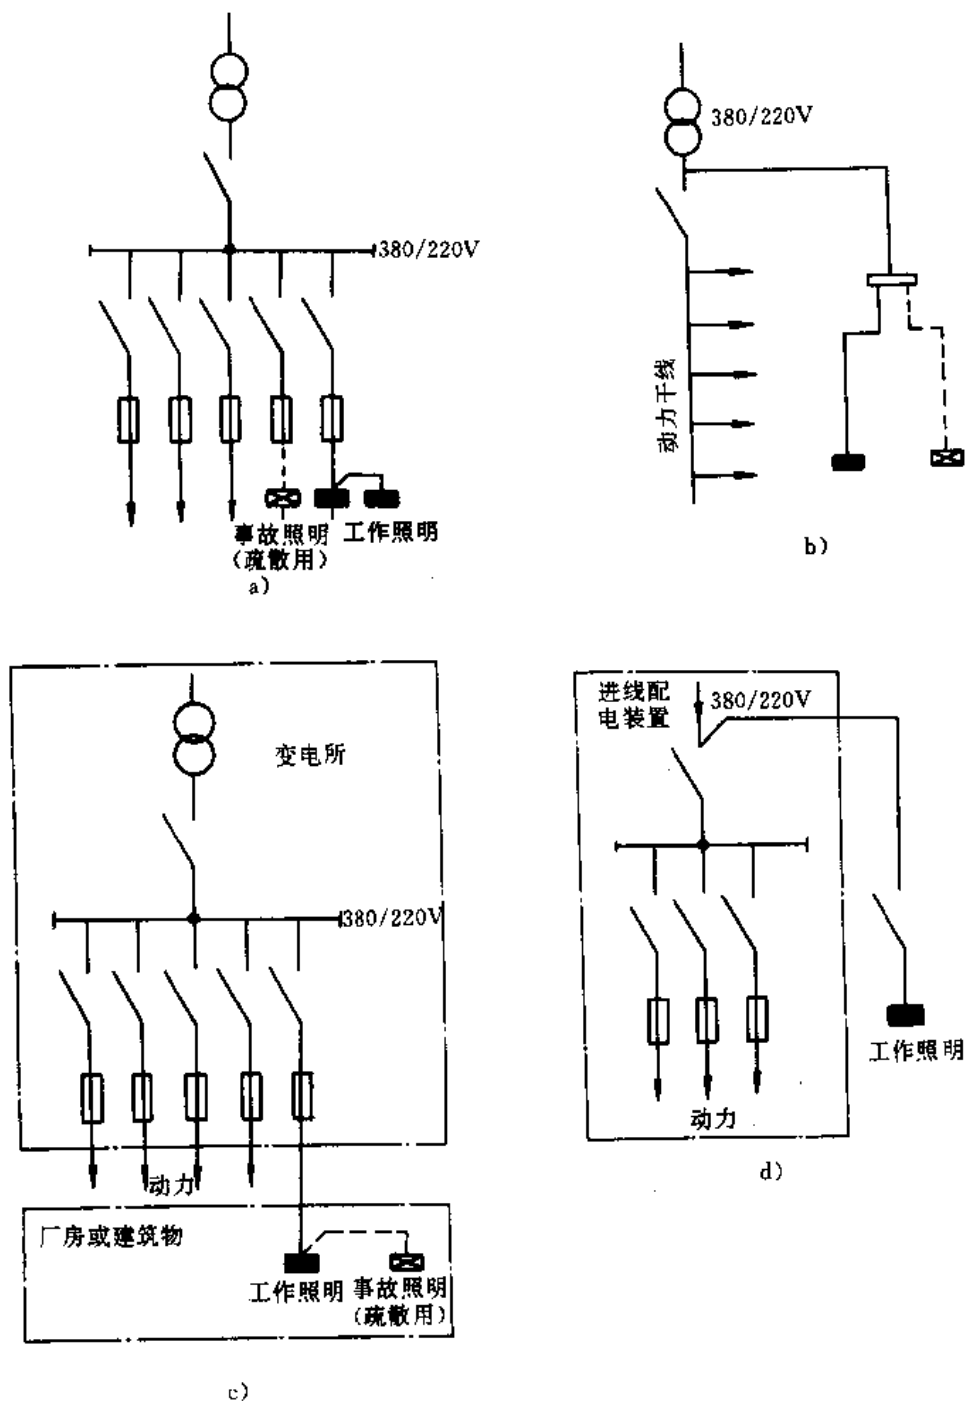 380/220V
事故照明 工作照明
(疏散用)
a)
380/220V
动力干线
b)
变电所
380/220V
动力
厂房或建筑物
工作照明 事故照明
(疏散用)
c)
进线配
电装置
380/220V
工作照明
动力
d)